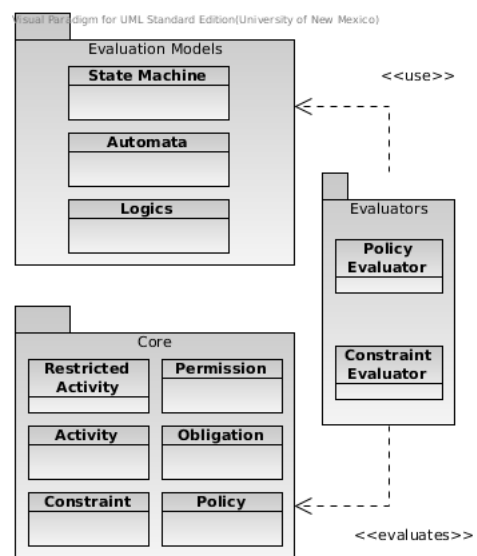 Visual Paradigm for UML Standard Edition(University of New Mexico)
Evaluation Models
State Machine
Automata
Logics
<<use>>
Evaluators
Policy
Evaluator
Constraint
Evaluator
Core
Restricted
Activity
Permission
Activity
Obligation
Constraint
Policy
<<evaluates>>